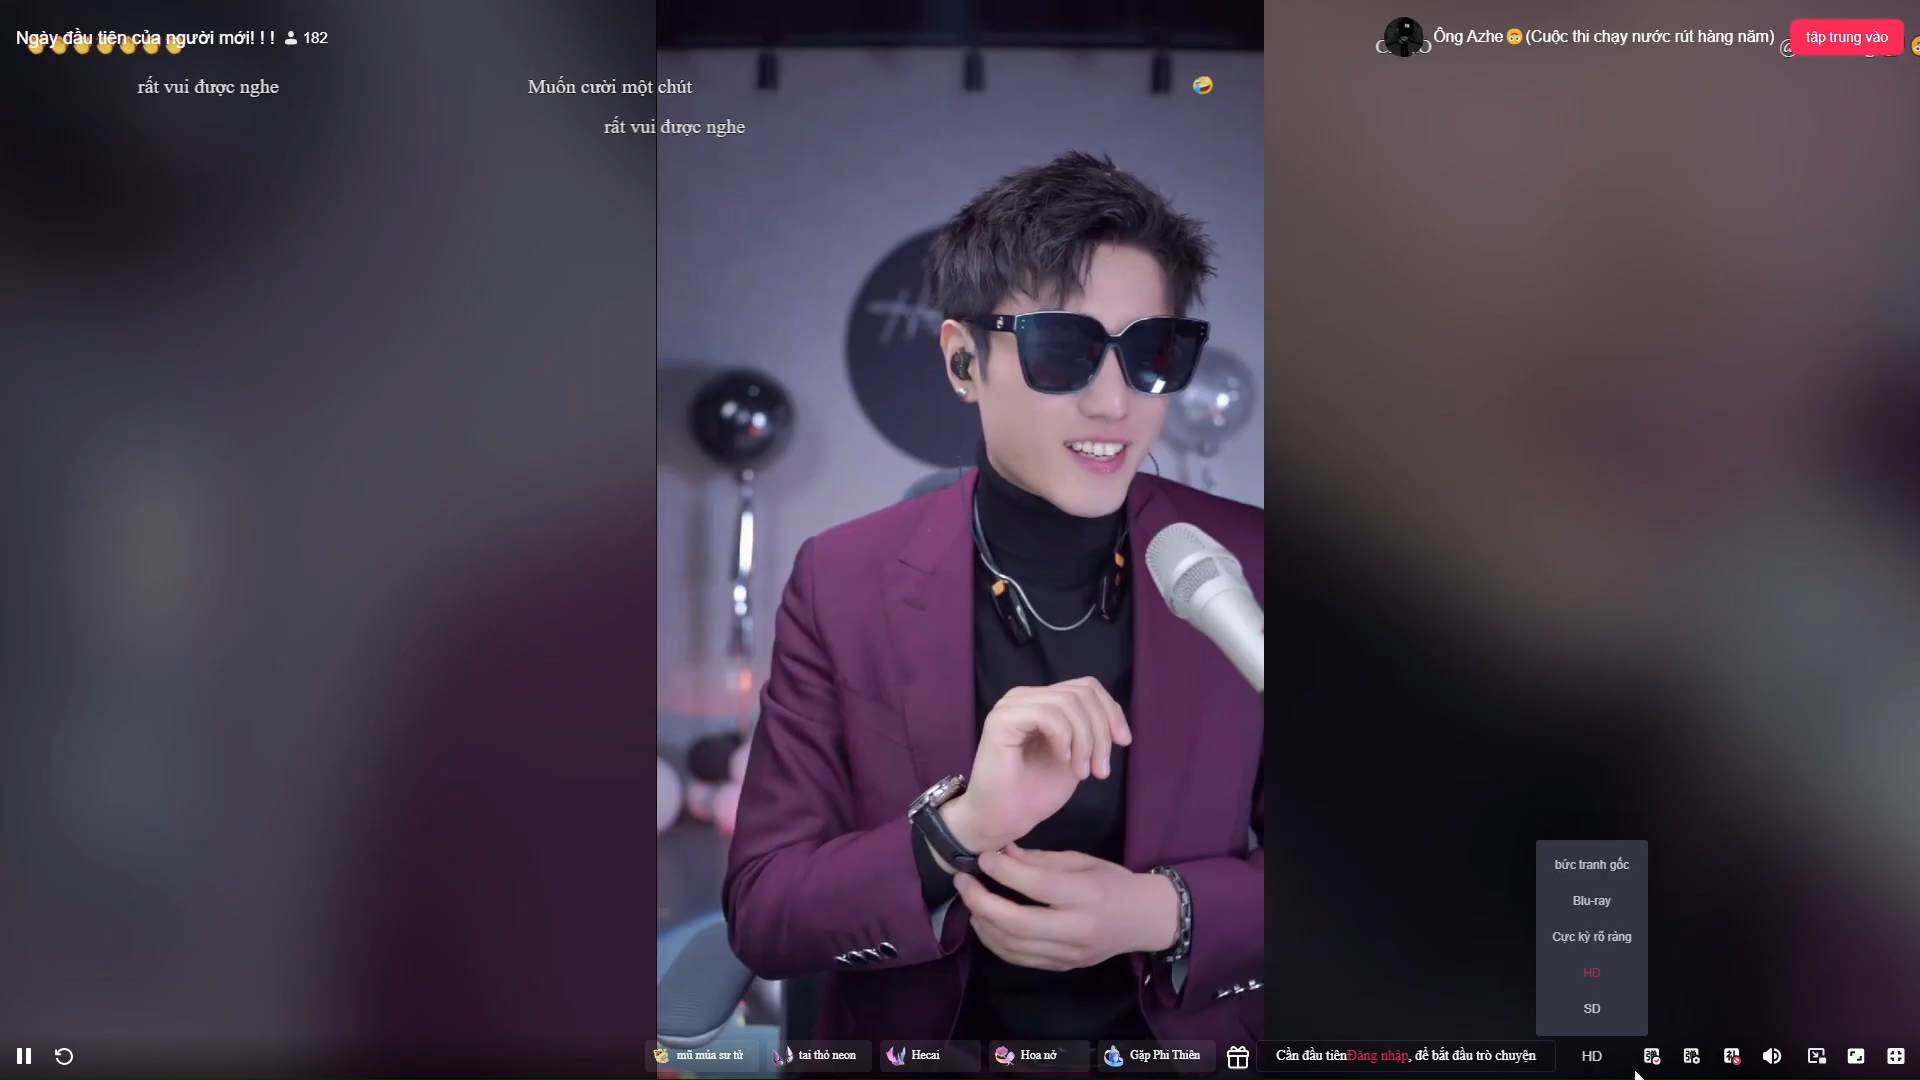 Ngày đầu tiên của người mới! ! ! 182
Ông Azhe (Cuộc thi chạy nước rút hàng năm) tập trung vào
rất vui được nghe
Muốn cười một chút
rất vui được nghe
bức tranh gốc
Blu-ray
Cực kỳ rõ ràng
HD
SD
mũ múa sư tử
tai thỏ neon
Hecai
Hoa nở
Gặp Phi Thiên
Cần đầu tiênĐăng nhập, để bắt đầu trò chuyện
HD